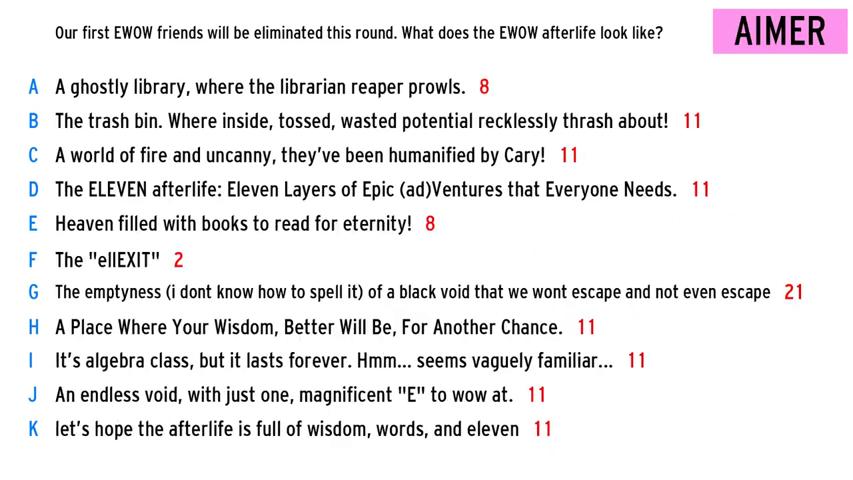 Our first EWOW friends will be eliminated this round. What does the EWOW afterlife look like?
AIMER
A A ghostly library, where the librarian reaper prowls. 8
B The trash bin. Where inside, tossed, wasted potential recklessly thrash about! 11
C A world of fire and uncanny, they've been humanified by Cary! 11
D The ELEVEN afterlife: Eleven Layers of Epic (ad)Ventures that Everyone Needs. 11
E Heaven filled with books to read for eternity! 8
F The "ellEXIT" 2
G The emptyness (i dont know how to spell it) of a black void that we wont escape and not even escape 21
H A Place Where Your Wisdom, Better Will Be, For Another Chance. 11
I It's algebra class, but it lasts forever. Hmm... seems vaguely familiar... 11
J An endless void, with just one, magnificent "E" to wow at. 11
K let's hope the afterlife is full of wisdom, words, and eleven 11